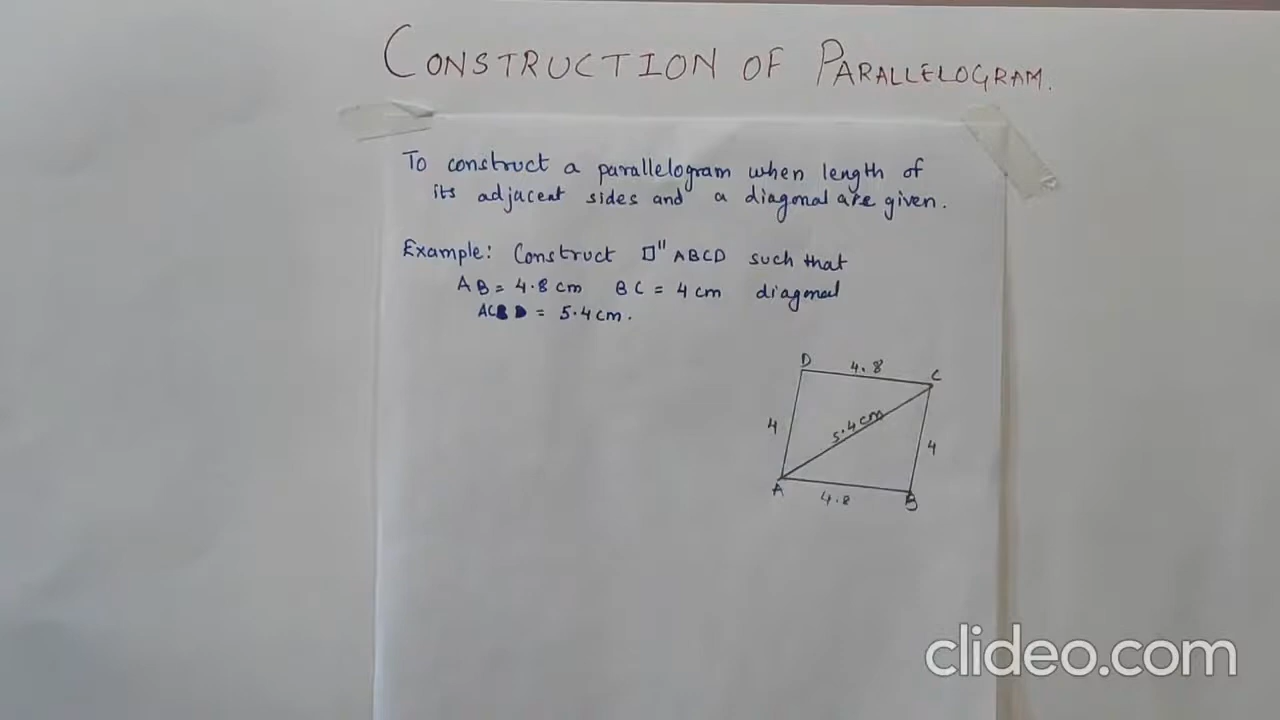 CONSTRUCTION OF PARALLELOGRAM.
To construct a parallelogram when length of
its adjacent sides and a diagonal are given.
Example: Construct □" ABCD such that
AB = 4.8 cm BC = 4 cm diagonal
AC = 5.4 cm.
D 4.8 C
4 5.4 cm 4
A 4.8 B
clideo.com